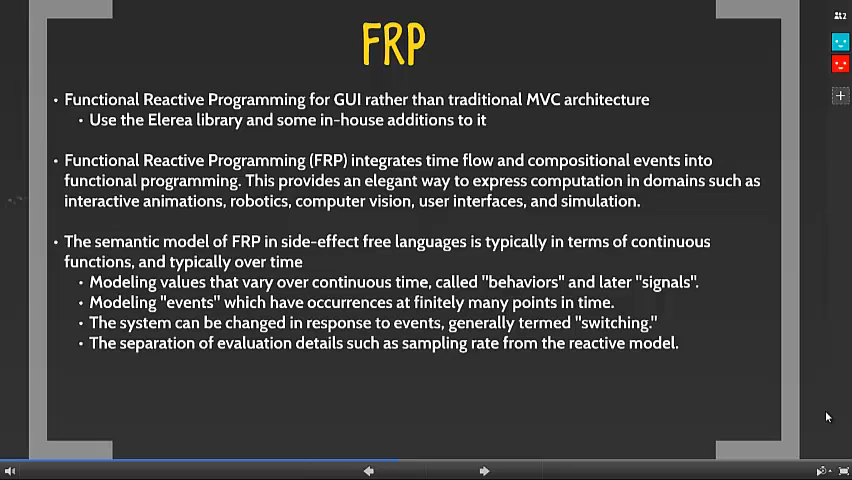 FRP
• Functional Reactive Programming for GUI rather than traditional MVC architecture
• Use the Elerea library and some in-house additions to it
• Functional Reactive Programming (FRP) integrates time flow and compositional events into
functional programming. This provides an elegant way to express computation in domains such as
interactive animations, robotics, computer vision, user interfaces, and simulation.
• The semantic model of FRP in side-effect free languages is typically in terms of continuous
functions, and typically over time
• Modeling values that vary over continuous time, called "behaviors" and later "signals".
• Modeling "events" which have occurrences at finitely many points in time.
• The system can be changed in response to events, generally termed "switching."
• The separation of evaluation details such as sampling rate from the reactive model.
2